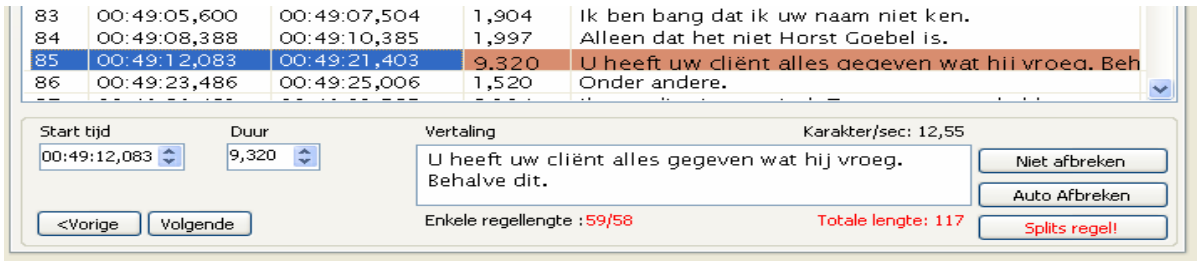 83 00:49:05,600 00:49:07,504 1,904 Ik ben bang dat ik uw naam niet ken.
84 00:49:08,388 00:49:10,385 1,997 Alleen dat het niet Horst Goebel is.
85 00:49:12,083 00:49:21,403 9.320 U heeft uw cliënt alles gegeven wat hij vroeg. Beh
86 00:49:23,486 00:49:25,006 1,520 Onder andere.
Start tijd Duur Vertaling Karakter/sec: 12,55
00:49:12,083 9,320 U heeft uw cliënt alles gegeven wat hij vroeg. Niet afbreken
Behalve dit.
Auto Afbreken
<Vorige Volgende Enkele regellengte :59/58 Totale lengte: 117 Splits regel!